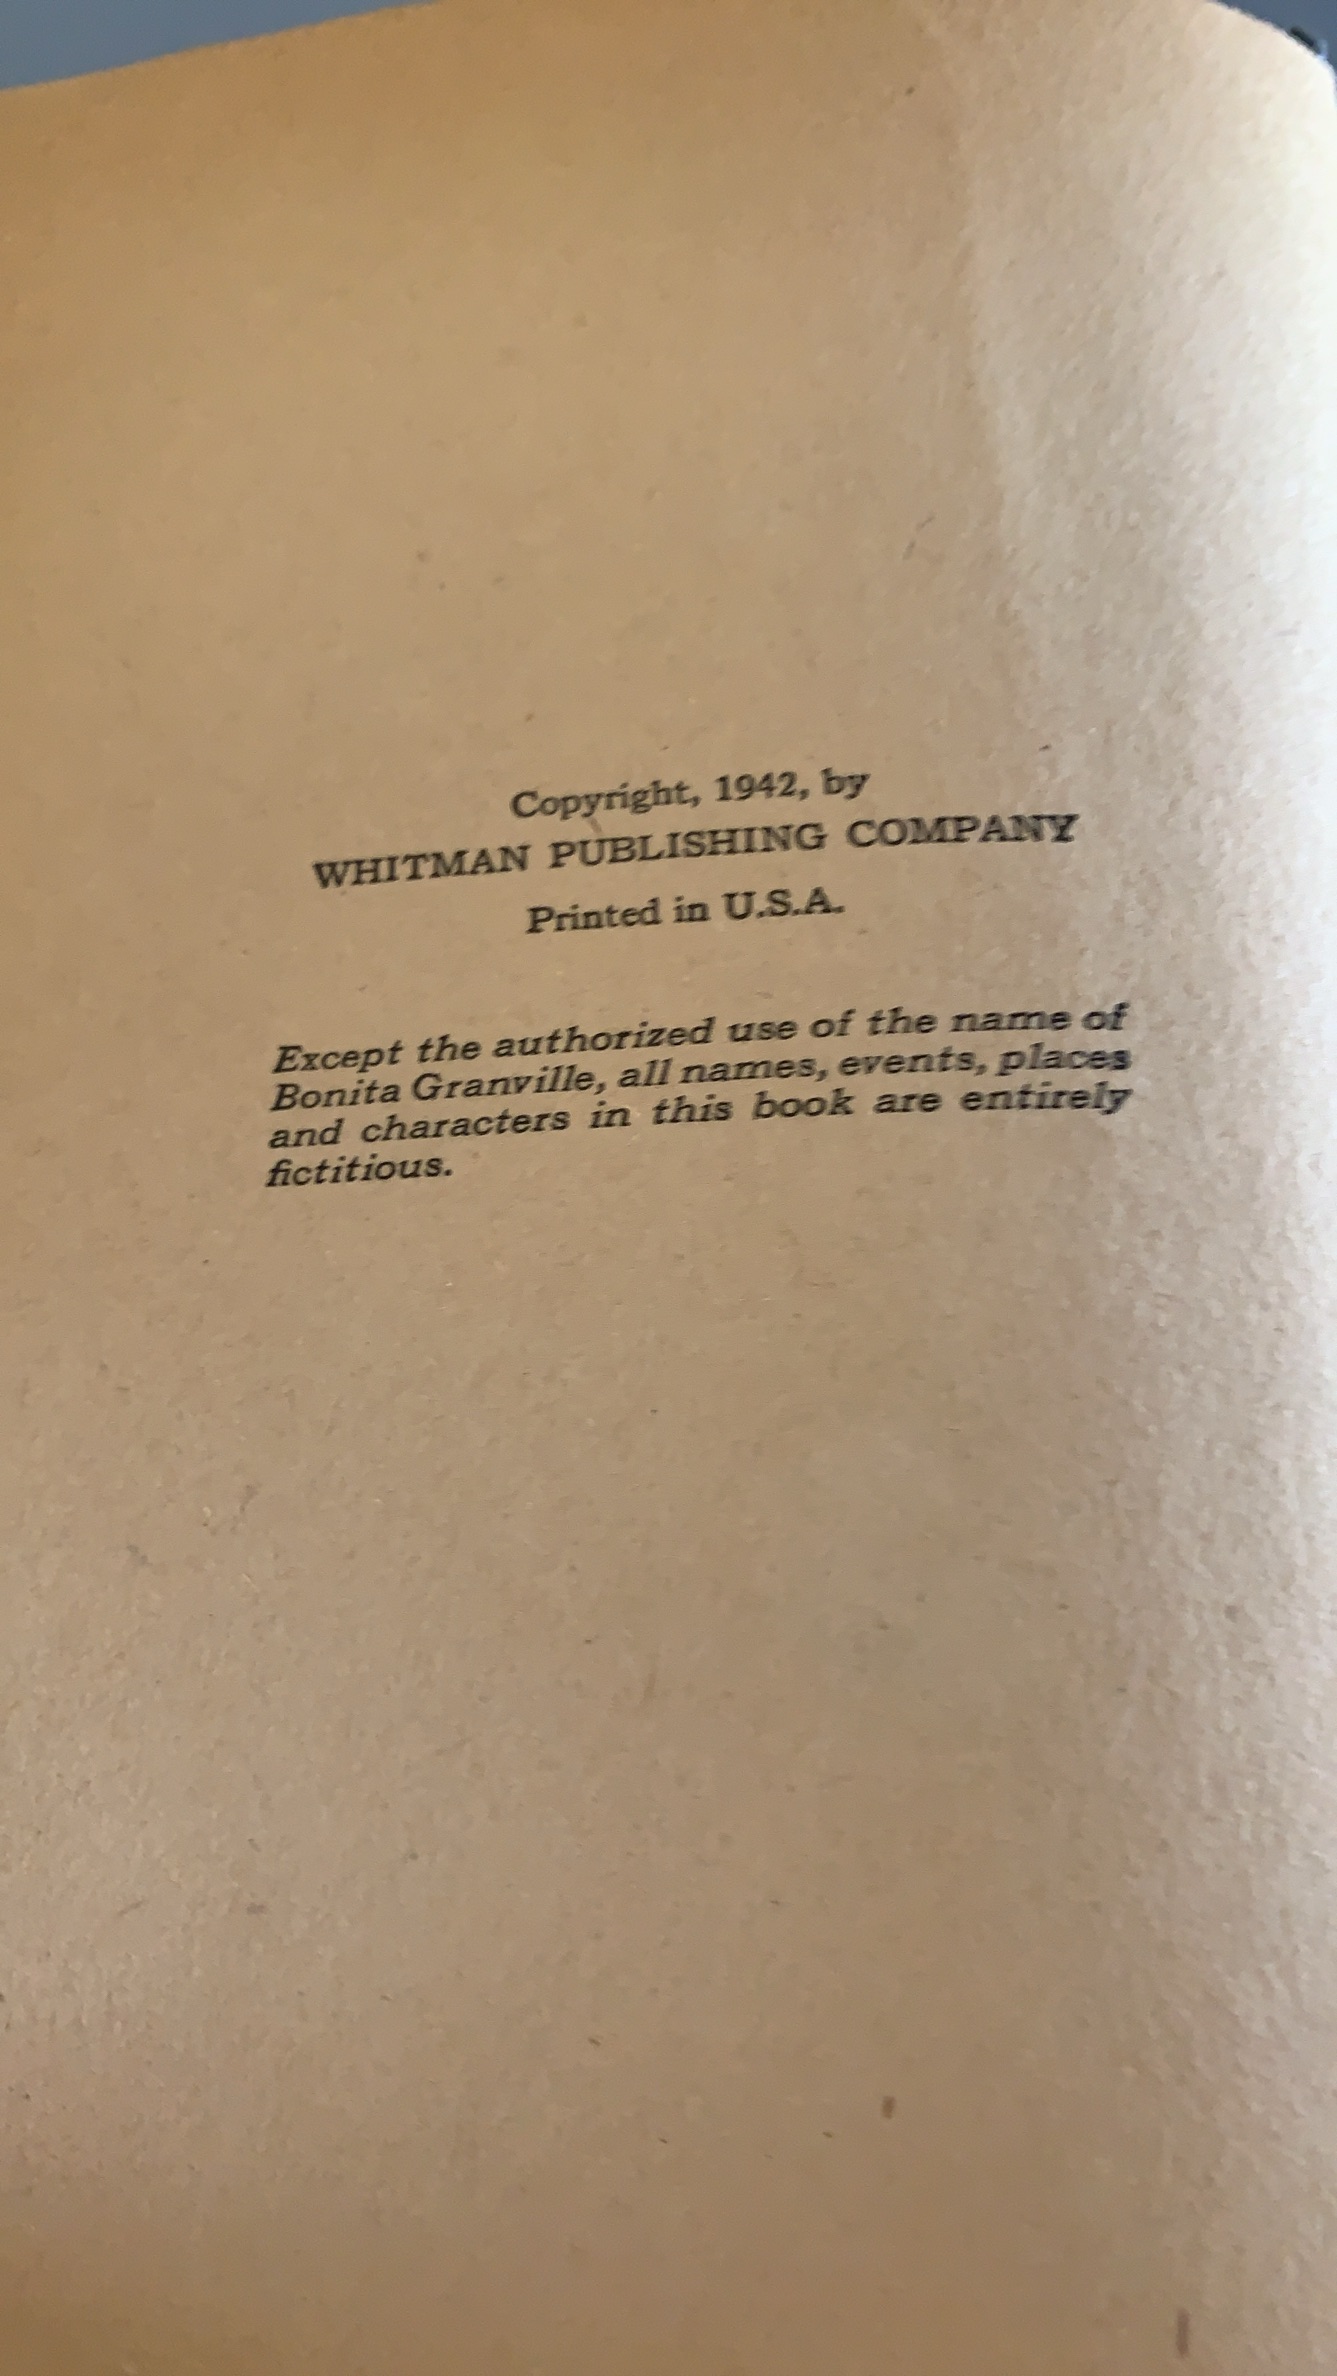 Copyright, 1942, by
WHITMAN PUBLISHING COMPANY
Printed in U.S.A.
Except the authorized use of the name of
Bonita Granville, all names, events, places
and characters in this book are entirely
fictitious.